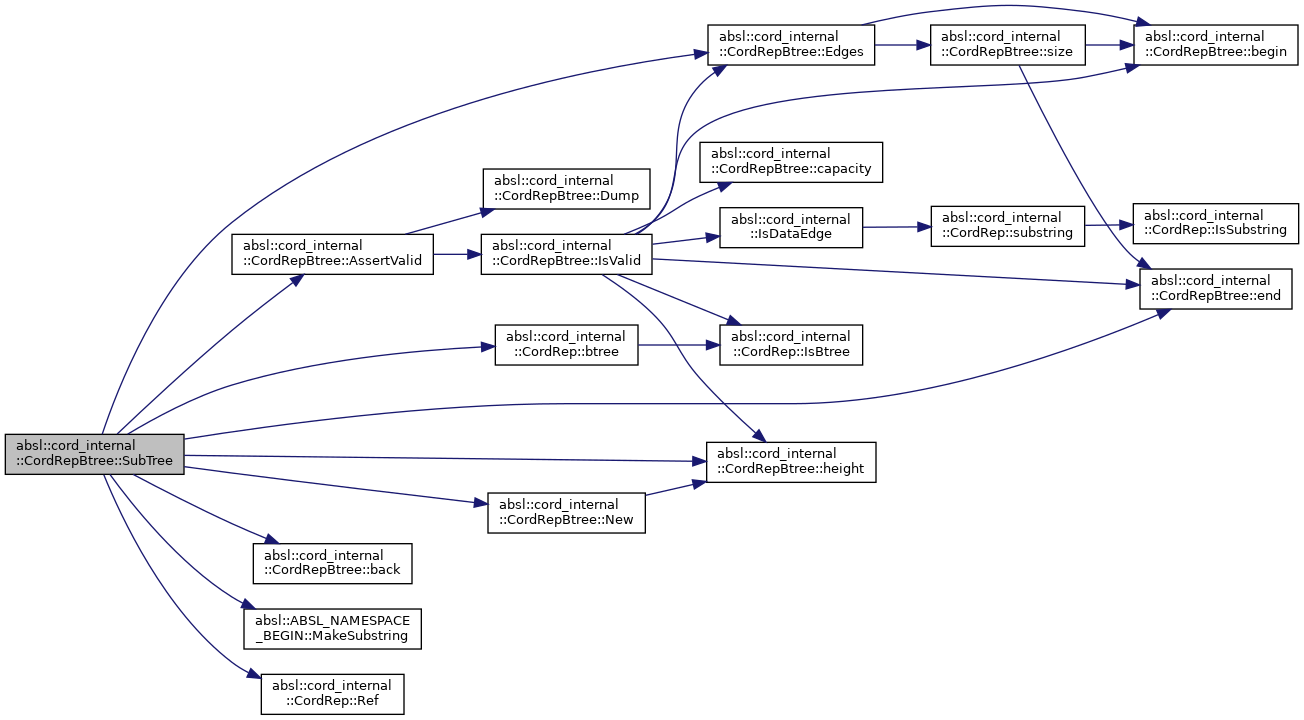 absl::cord_internal
::CordRepBtree::Edges
absl::cord_internal
::CordRepBtree::size
absl::cord_internal
::CordRepBtree::begin
absl::cord_internal
::CordRepBtree::capacity
absl::cord_internal
::CordRepBtree::Dump
absl::cord_internal
::IsDataEdge
absl::cord_internal
::CordRep::substring
absl::cord_internal
::CordRep::IsSubstring
absl::cord_internal
::CordRepBtree::AssertValid
absl::cord_internal
::CordRepBtree::IsValid
absl::cord_internal
::CordRepBtree::end
absl::cord_internal
::CordRep::btree
absl::cord_internal
::CordRep::IsBtree
absl::cord_internal
::CordRepBtree::SubTree
absl::cord_internal
::CordRepBtree::height
absl::cord_internal
::CordRepBtree::New
absl::cord_internal
::CordRepBtree::back
absl::ABSL_NAMESPACE
_BEGIN::MakeSubstring
absl::cord_internal
::CordRep::Ref